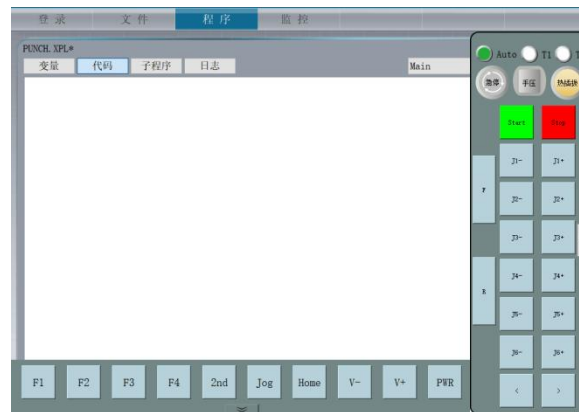 登录 文件 程序 监控
PUNCH.XPL*
变量 代码 子程序 日志 Main
Auto T1
急停 手压 热插拔
Start Stop
J1- J1+
F
J2- J2+
J3- J3+
J4- J4+
R
J5- J5+
J6- J6+
< >
F1 F2 F3 F4 2nd Jog Home V- V+ PWR